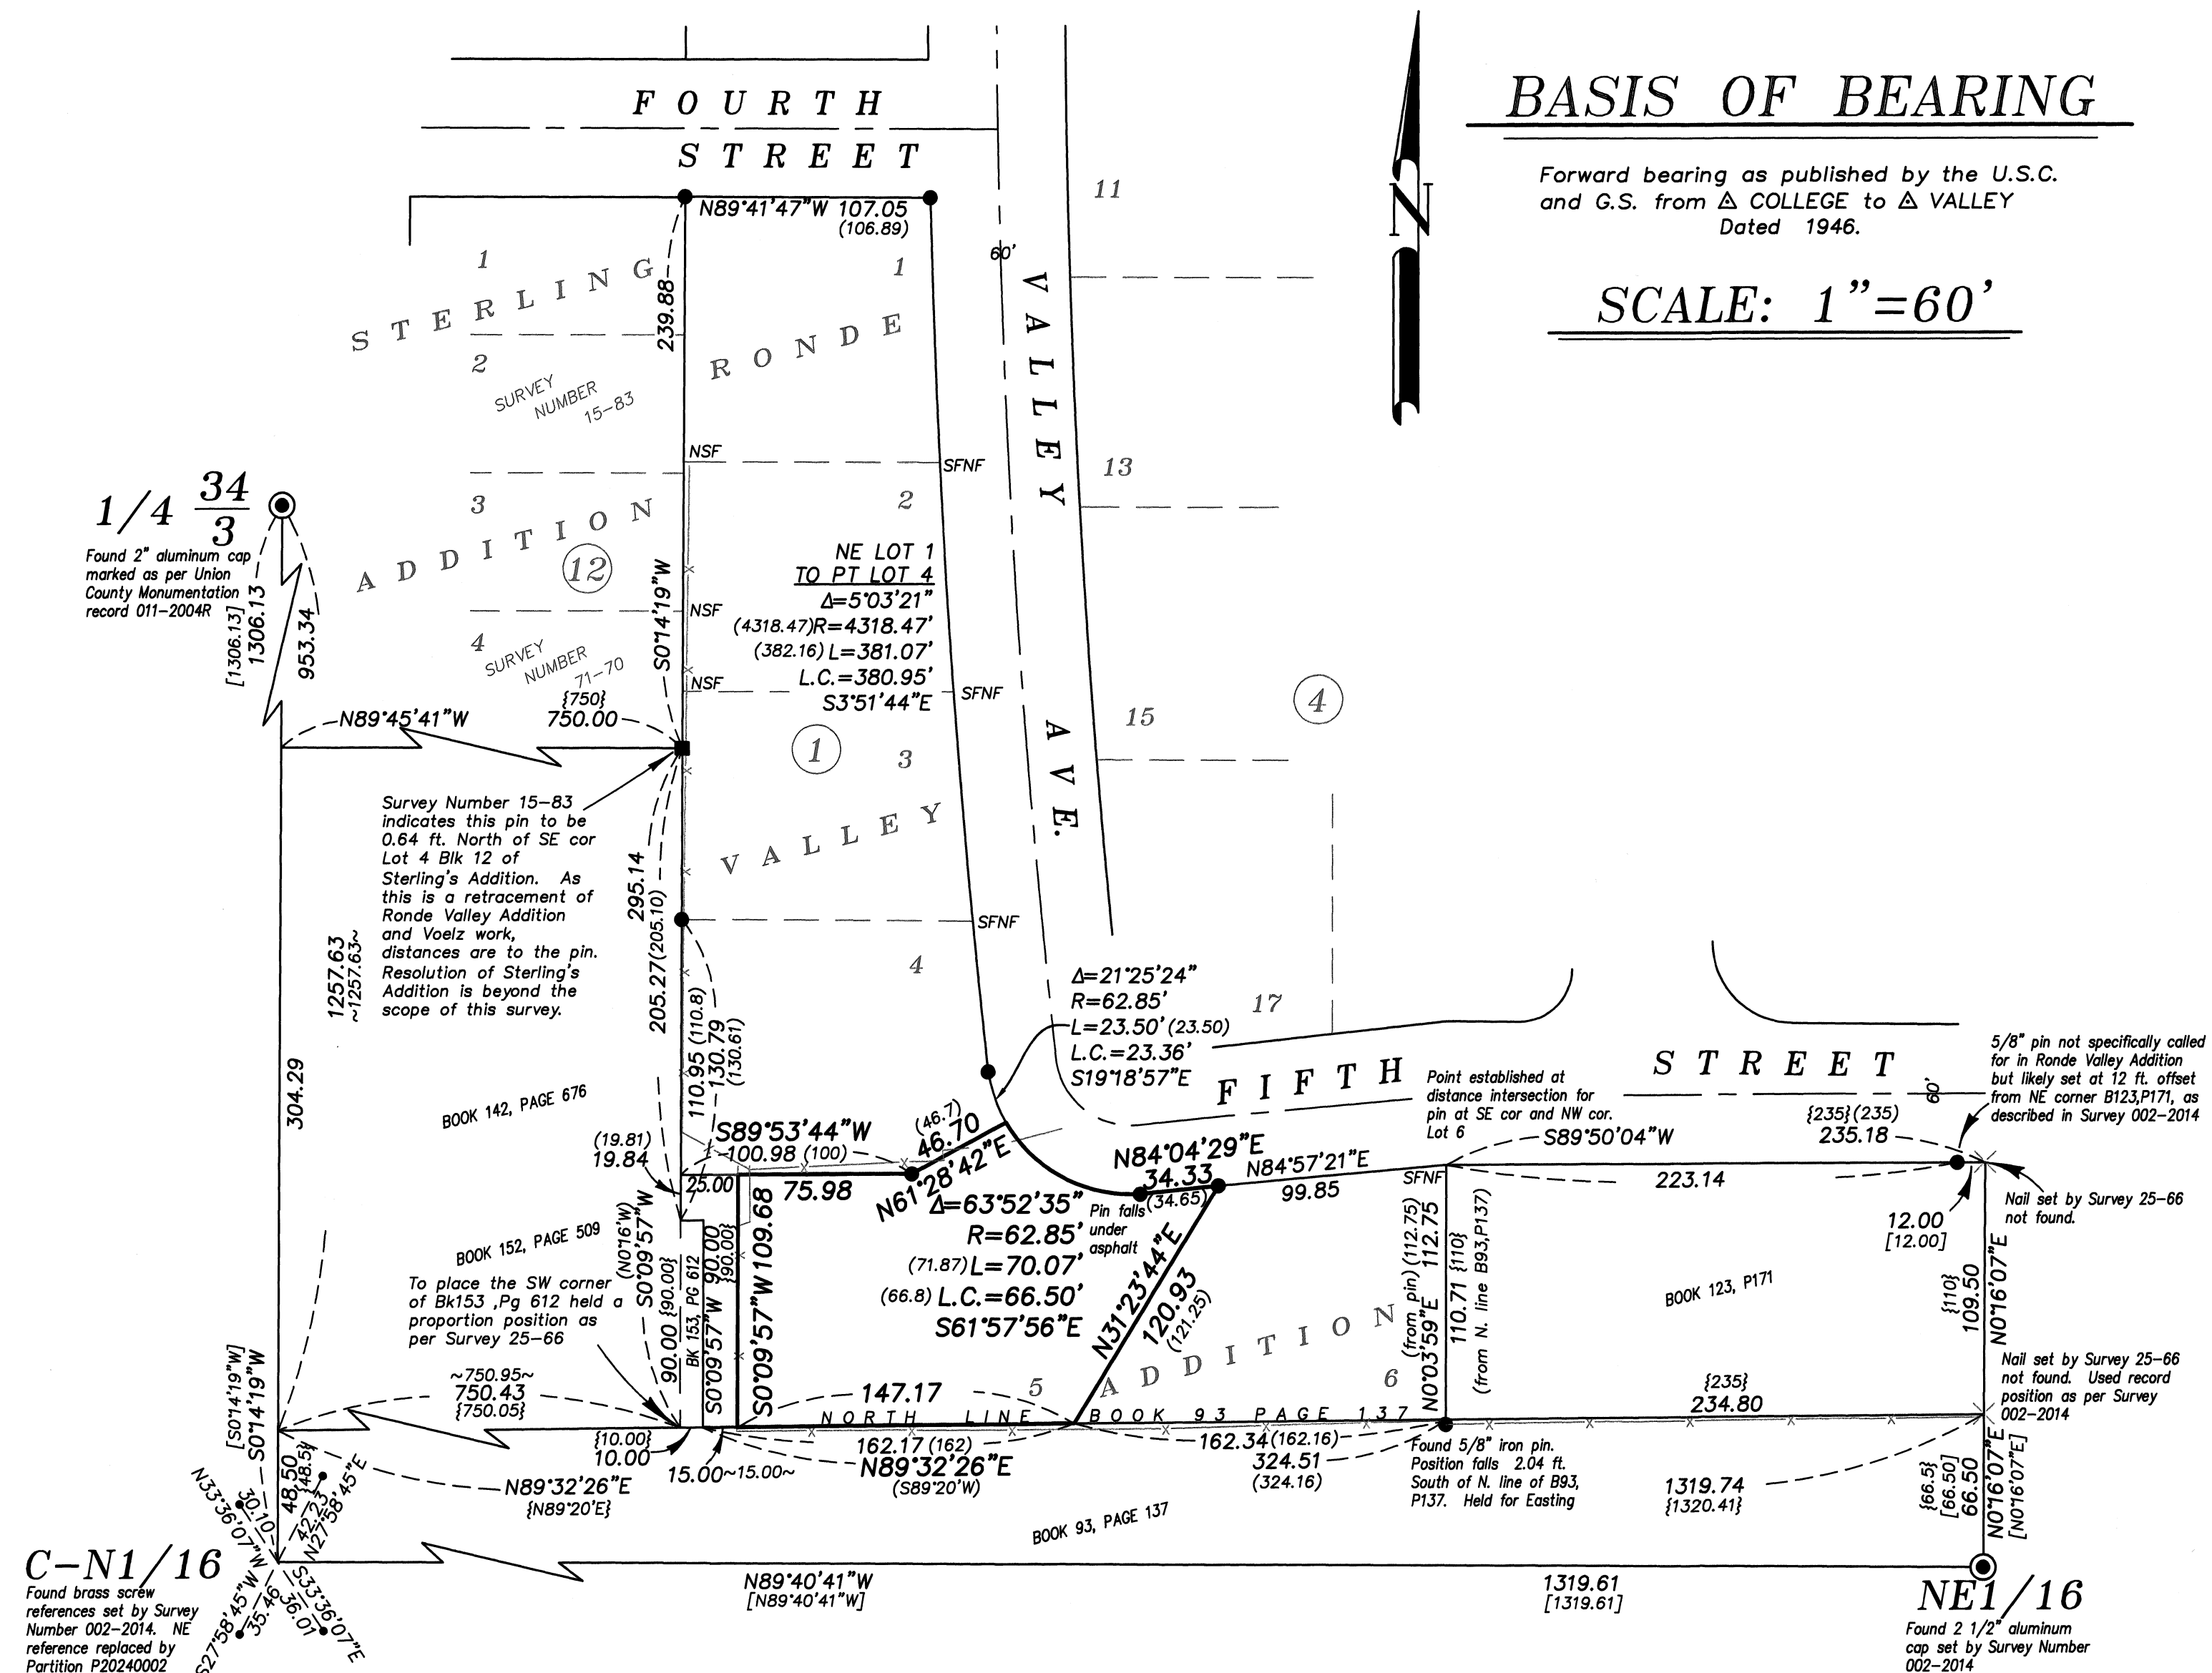 BASIS OF BEARING
Forward bearing as published by the U.S.C.
and G.S. from △ COLLEGE to △ VALLEY
Dated 1946.
SCALE: 1"=60'
N
FOURTH
STREET
N89°41'47"W 107.05
(106.89)
60'
11
13
15
17
4
VALLEY
AVE.
STERLING
ADDITION
1
2
3
4
12
SURVEY
NUMBER
15-83
SURVEY
NUMBER
71-70
239.88
S0°14'19"W
RONDE
VALLEY
1
2
3
4
1
NSF
NSF
NSF
SFNF
SFNF
SFNF
NE LOT 1
TO PT LOT 4
Δ=5°03'21"
(4318.47)R=4318.47'
(382.16) L=381.07'
L.C.=380.95'
S3°51'44"E
1/4 34
3
Found 2" aluminum cap
marked as per Union
County Monumentation
record 011-2004R
[1306.13]
1306.13
953.34
{750}
N89°45'41"W 750.00
Survey Number 15-83
indicates this pin to be
0.64 ft. North of SE cor
Lot 4 Blk 12 of
Sterling's Addition. As
this is a retracement of
Ronde Valley Addition
and Voelz work,
distances are to the pin.
Resolution of Sterling's
Addition is beyond the
scope of this survey.
1257.63
~1257.63~
304.29
295.14
205.27(205.10)
110.95 (110.8)
130.79
(130.61)
BOOK 142, PAGE 676
Δ=21°25'24"
R=62.85'
L=23.50' (23.50)
L.C.=23.36'
S19°18'57"E
FIFTH
STREET
60'
Point established at
distance intersection for
pin at SE cor and NW cor.
Lot 6
5/8" pin not specifically called
for in Ronde Valley Addition
but likely set at 12 ft. offset
from NE corner B123,P171, as
described in Survey 002-2014
{235}(235)
S89°50'04"W 235.18
223.14
Nail set by Survey 25-66
not found.
12.00
[12.00]
(19.81)
19.84
S89°53'44"W
100.98 (100)
(46.7)
46.70
N61°28'42"E
25.00
75.98
N84°04'29"E
34.33
(34.65)
N84°57'21"E
99.85
SFNF
Pin falls
under
asphalt
Δ=63°52'35"
R=62.85'
(71.87)L=70.07'
(66.8) L.C.=66.50'
S61°57'56"E
BOOK 152, PAGE 509
To place the SW corner
of Bk153 ,Pg 612 held a
proportion position as
per Survey 25-66
(N0°16'W)
S0°09'57"W
90.00 {90.00}
BK 153, PG 612
S0°09'57"W 90.00
{90.00}
S0°09'57"W 109.68
N31°23'44"E
120.93
(121.25)
(from pin) (112.75)
N0°03'59"E 112.75
110.71 {110}
(from N. line B93,P137)
BOOK 123, P171
{110}
109.50
N0°16'07"E
Nail set by Survey 25-66
not found. Used record
position as per Survey
002-2014
{235}
234.80
ADDITION
5
6
147.17
NORTH LINE BOOK 93 PAGE 137
~750.95~
750.43
{750.05}
{10.00}
10.00
15.00~15.00~
162.17 (162)
N89°32'26"E
(S89°20'W)
162.34(162.16)
324.51
(324.16)
Found 5/8" iron pin.
Position falls 2.04 ft.
South of N. line of B93,
P137. Held for Easting
1319.74
{1320.41}
{66.5}
[66.50]
66.50
N0°16'07"E
[N0°16'07"E]
[S0°14'19"W]
S0°14'19"W
48.50
{48.5}
N89°32'26"E
{N89°20'E}
N33°36'07"W
30.10
42.23
N27°58'45"E
S27°58'45"W
35.46
36.01
S33°36'07"E
BOOK 93, PAGE 137
C-N1/16
Found brass screw
references set by Survey
Number 002-2014. NE
reference replaced by
Partition P20240002
N89°40'41"W
[N89°40'41"W]
1319.61
[1319.61]
NE1/16
Found 2 1/2" aluminum
cap set by Survey Number
002-2014